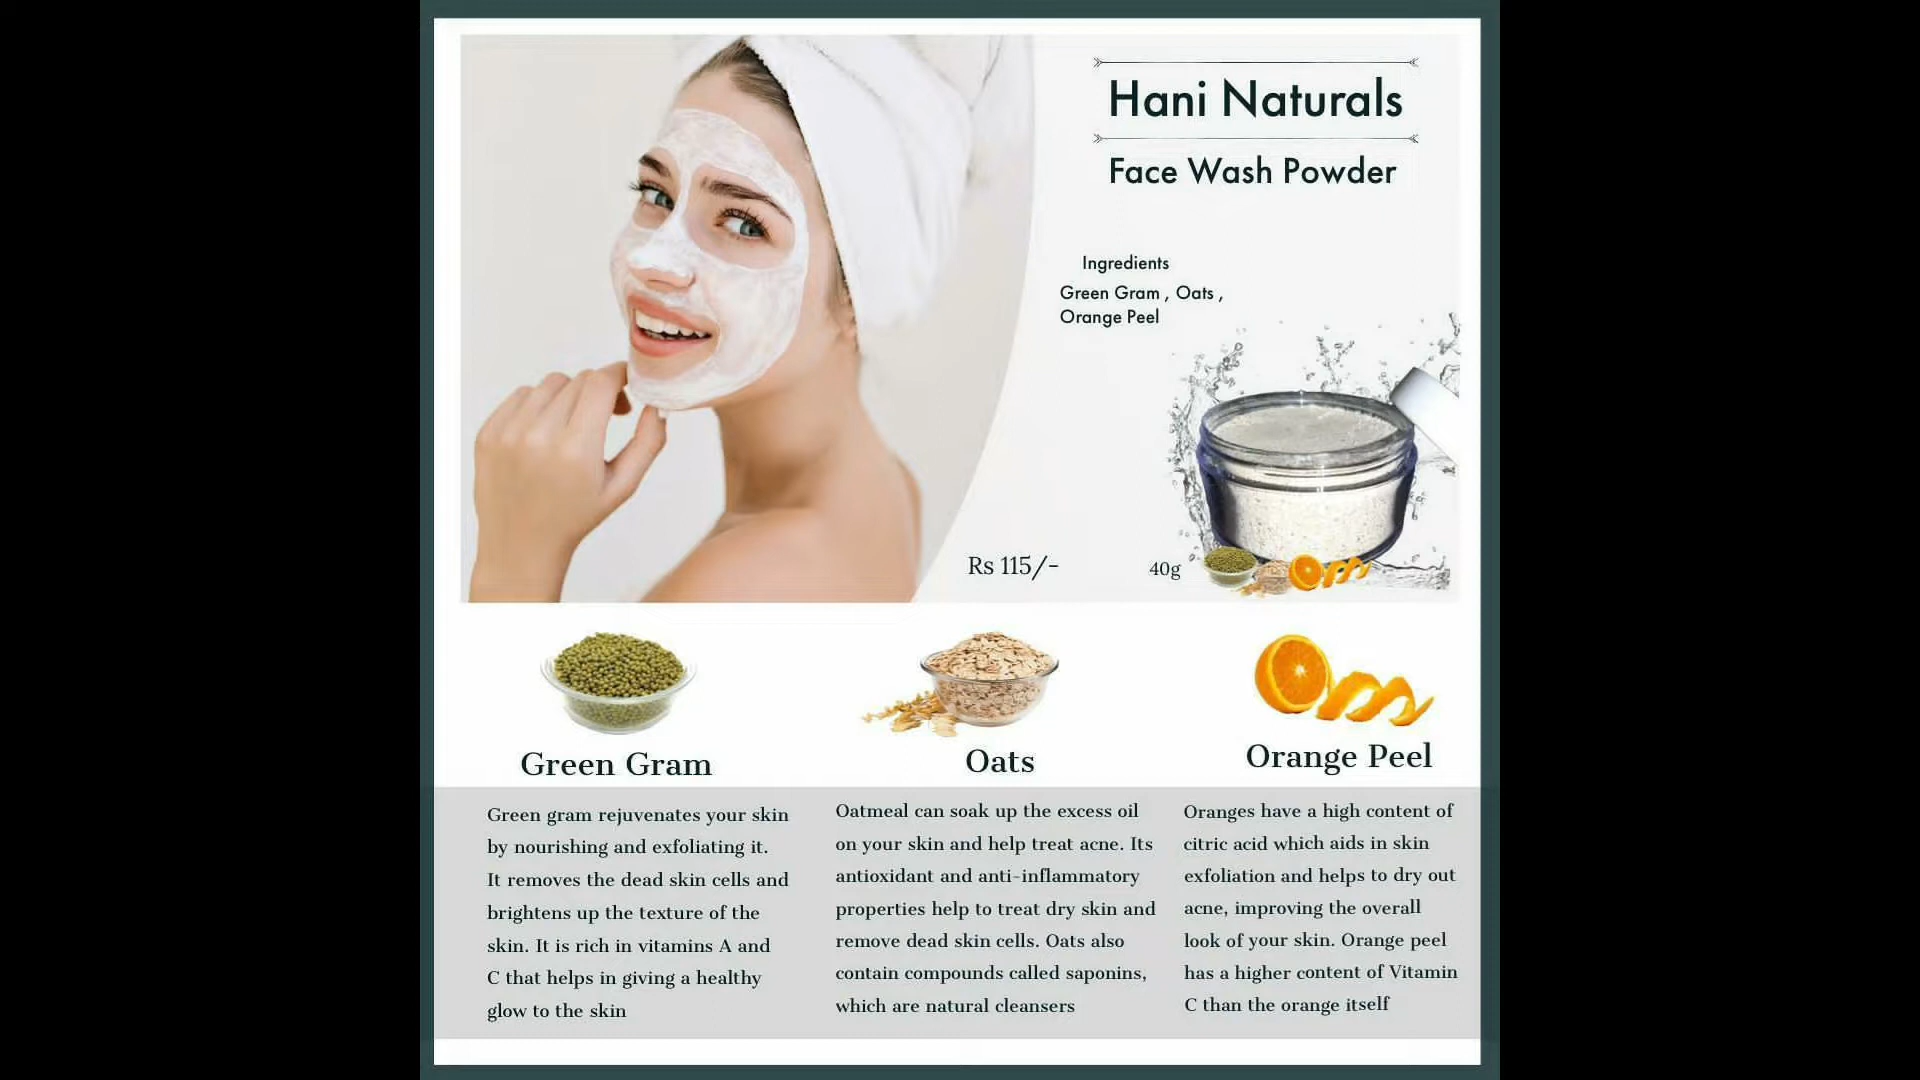 Hani Naturals
Face Wash Powder
Ingredients
Green Gram , Oats ,
Orange Peel
Rs 115/-
40g
Green Gram
Green gram rejuvenates your skin
by nourishing and exfoliating it.
It removes the dead skin cells and
brightens up the texture of the
skin. It is rich in vitamins A and
C that helps in giving a healthy
glow to the skin
Oats
Oatmeal can soak up the excess oil
on your skin and help treat acne. Its
antioxidant and anti-inflammatory
properties help to treat dry skin and
remove dead skin cells. Oats also
contain compounds called saponins,
which are natural cleansers
Orange Peel
Oranges have a high content of
citric acid which aids in skin
exfoliation and helps to dry out
acne, improving the overall
look of your skin. Orange peel
has a higher content of Vitamin
C than the orange itself